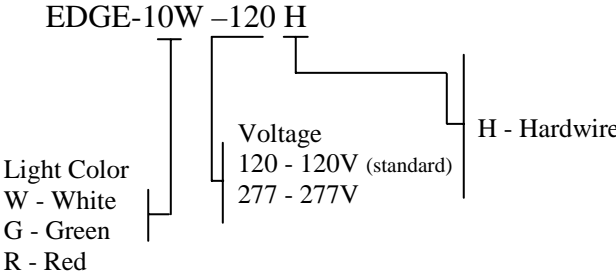 EDGE-10W –120 H
H - Hardwire
Voltage
120 - 120V (standard)
277 - 277V
Light Color
W - White
G - Green
R - Red